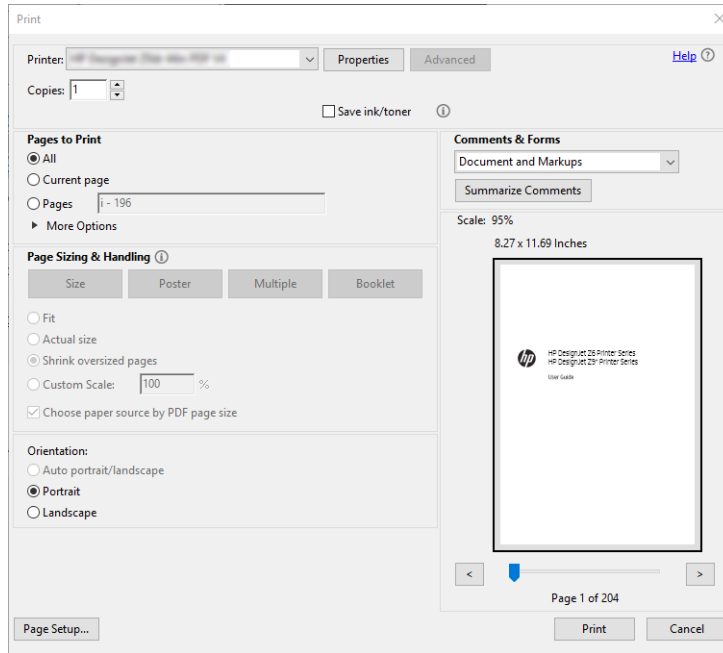 Print
Printer:
Properties
Advanced
Help
Copies: 1
Save ink/toner
Pages to Print
All
Current page
Pages i - 196
More Options
Comments & Forms
Document and Markups
Summarize Comments
Scale: 95%
8.27 x 11.69 Inches
Page Sizing & Handling
Size
Poster
Multiple
Booklet
Fit
Actual size
Shrink oversized pages
Custom Scale: 100 %
Choose paper source by PDF page size
hp
HP DesignJet Z6 Printer Series
HP DesignJet Z9+ Printer Series
User Guide
Orientation:
Auto portrait/landscape
Portrait
Landscape
<
>
Page 1 of 204
Page Setup...
Print
Cancel